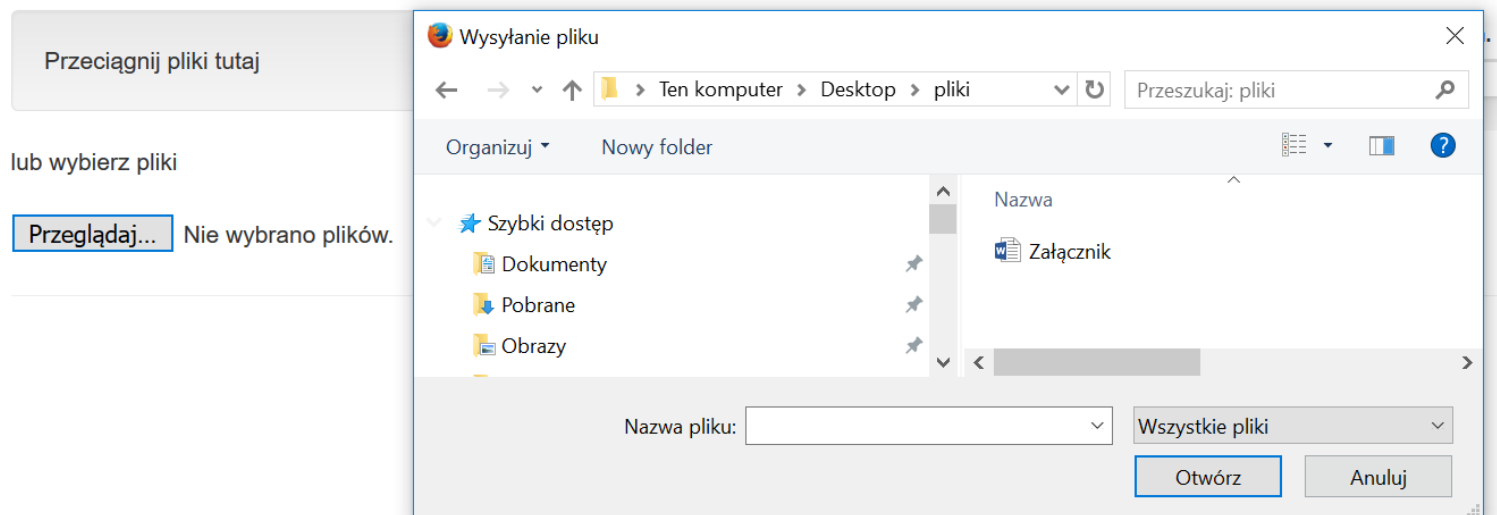 Przeciągnij pliki tutaj
lub wybierz pliki
Przeglądaj... Nie wybrano plików.
Wysyłanie pliku
Ten komputer > Desktop > pliki
Przeszukaj: pliki
Organizuj Nowy folder
?
Szybki dostęp
Dokumenty
Pobrane
Obrazy
Nazwa
Załącznik
Nazwa pliku:
Wszystkie pliki
Otwórz Anuluj